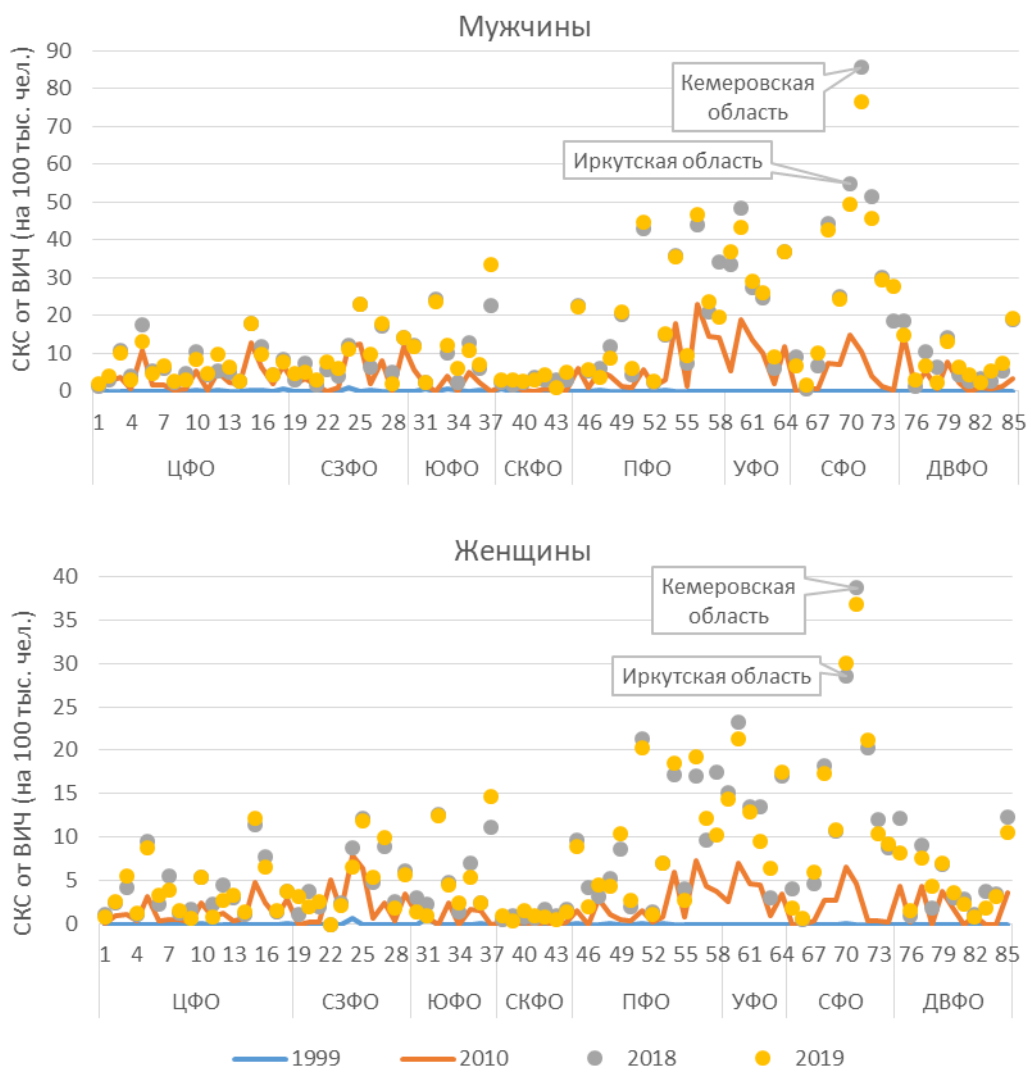 Мужчины
СКС от ВИЧ (на 100 тыс. чел.)
90
80
70
60
50
40
30
20
10
0
Кемеровская
область
Иркутская область
1 4 7 10 13 16 19 22 25 28 31 34 37 40 43 46 49 52 55 58 61 64 67 70 73 76 79 82 85
ЦФО СЗФО ЮФО СКФО ПФО УФО СФО ДВФО
Женщины
СКС от ВИЧ (на 100 тыс. чел.)
40
35
30
25
20
15
10
5
0
Кемеровская
область
Иркутская область
1 4 7 10 13 16 19 22 25 28 31 34 37 40 43 46 49 52 55 58 61 64 67 70 73 76 79 82 85
ЦФО СЗФО ЮФО СКФО ПФО УФО СФО ДВФО
1999 2010 2018 2019